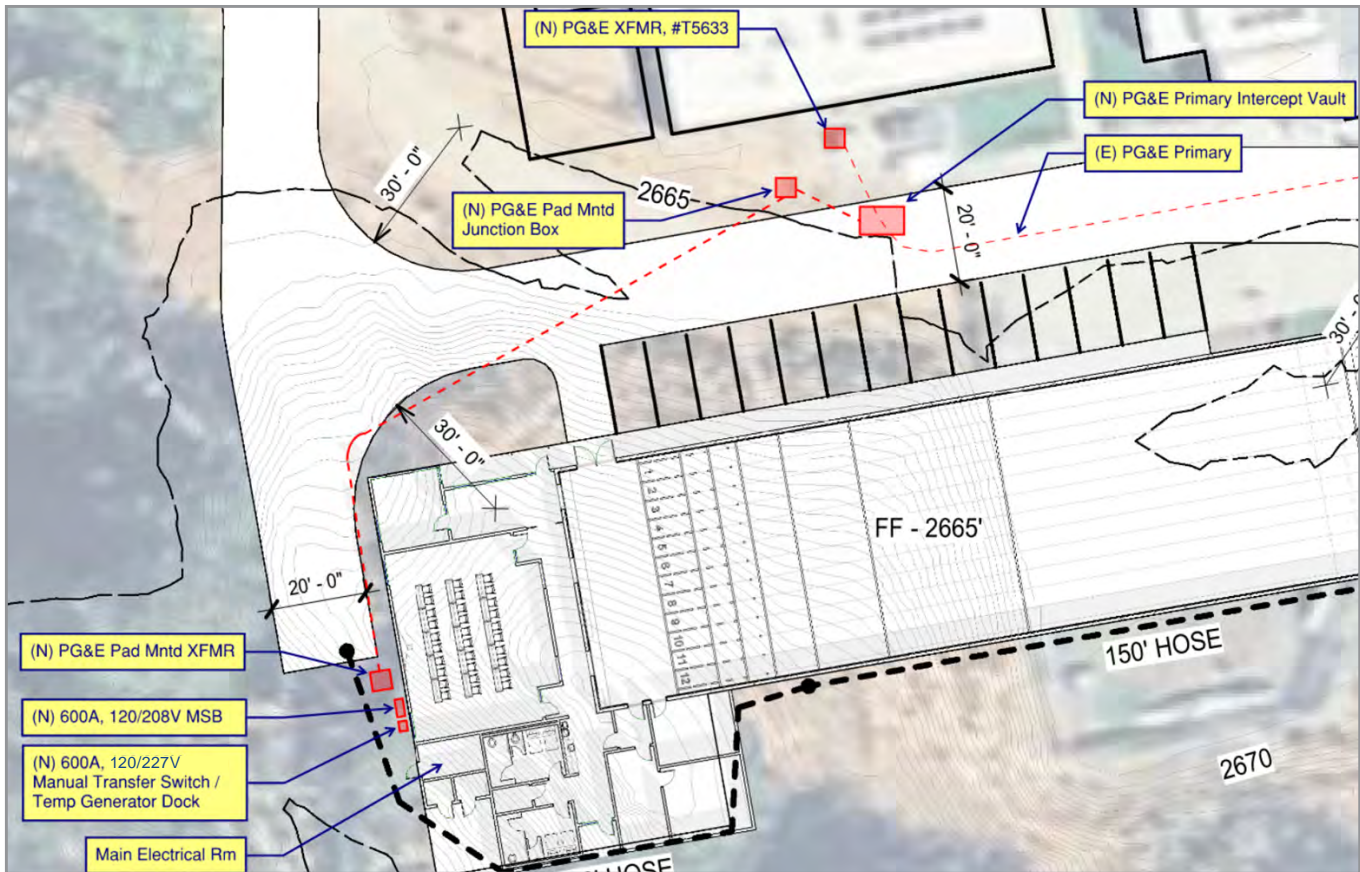 (N) PG&E XFMR, #T5633
(N) PG&E Primary Intercept Vault
(E) PG&E Primary
30' - 0"
2665
(N) PG&E Pad Mntd
Junction Box
20' - 0"
30' - 0"
30' - 0"
1
2
3
4
5
6
7
8
9
10
11
12
FF - 2665'
20' - 0"
(N) PG&E Pad Mntd XFMR
150' HOSE
(N) 600A, 120/208V MSB
(N) 600A, 120/227V
Manual Transfer Switch /
Temp Generator Dock
2670
Main Electrical Rm
HOSE